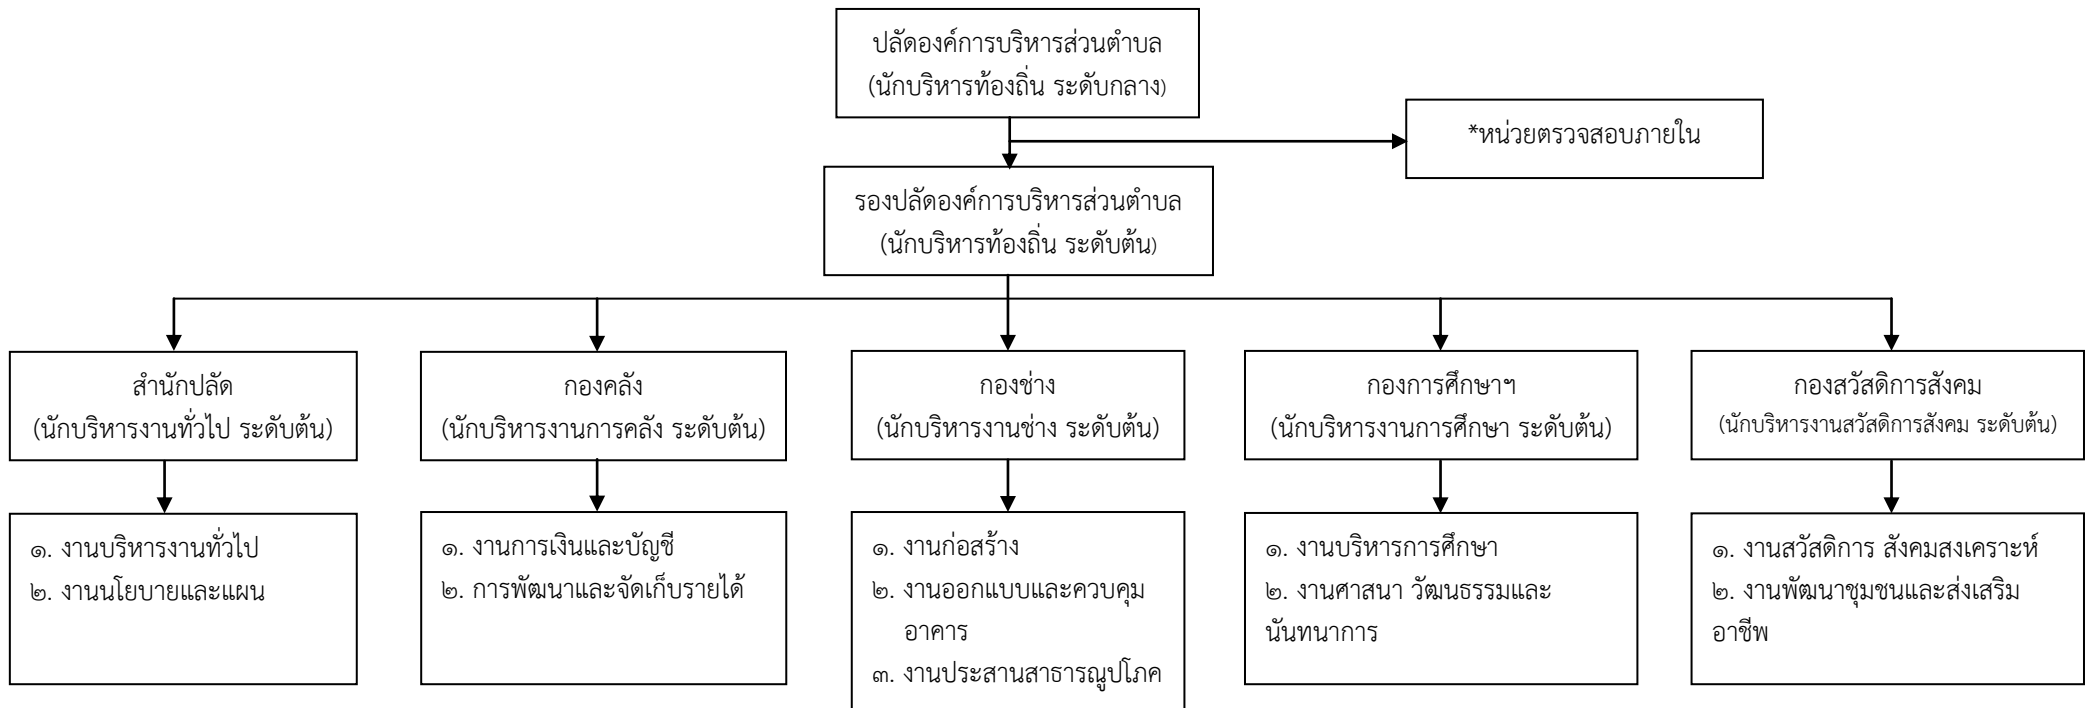 ปลัดองค์การบริหารส่วนตำบล
(นักบริหารท้องถิ่น ระดับกลาง)
*หน่วยตรวจสอบภายใน
รองปลัดองค์การบริหารส่วนตำบล
(นักบริหารท้องถิ่น ระดับต้น)
สำนักปลัด
(นักบริหารงานทั่วไป ระดับต้น)
กองคลัง
(นักบริหารงานการคลัง ระดับต้น)
กองช่าง
(นักบริหารงานช่าง ระดับต้น)
กองการศึกษาฯ
(นักบริหารงานการศึกษา ระดับต้น)
กองสวัสดิการสังคม
(นักบริหารงานสวัสดิการสังคม ระดับต้น)
๑. งานบริหารงานทั่วไป
๒. งานนโยบายและแผน
๑. งานการเงินและบัญชี
๒. การพัฒนาและจัดเก็บรายได้
๑. งานก่อสร้าง
๒. งานออกแบบและควบคุม
อาคาร
๓. งานประสานสาธารณูปโภค
๑. งานบริหารการศึกษา
๒. งานศาสนา วัฒนธรรมและ
นันทนาการ
๑. งานสวัสดิการ สังคมสงเคราะห์
๒. งานพัฒนาชุมชนและส่งเสริม
อาชีพ